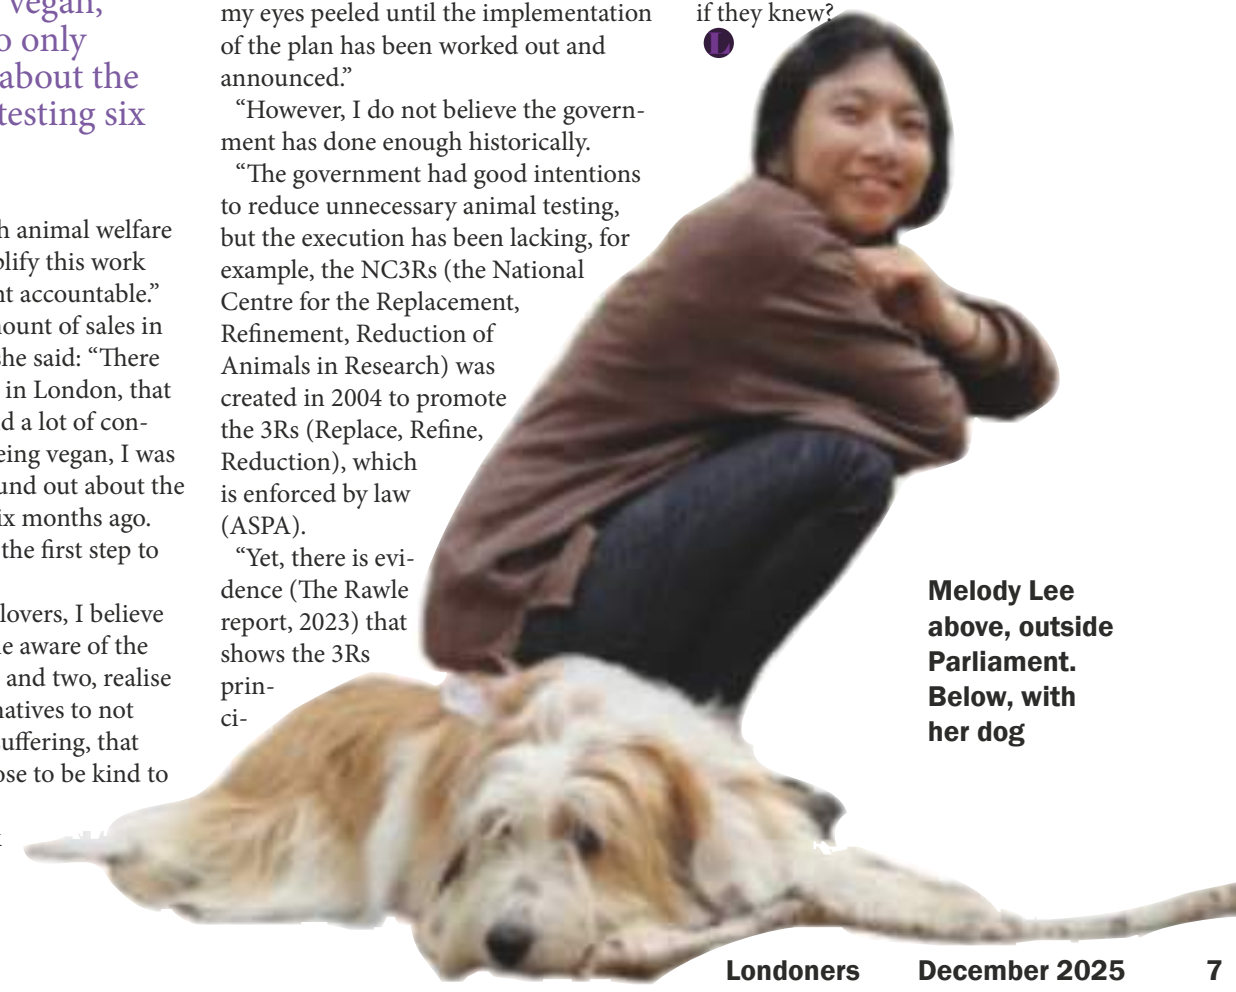 vegan,
o only
about the
testing six
h animal welfare
plify this work
nt accountable.”
nount of sales in
she said: “There
in London, that
d a lot of con-
eing vegan, I was
und out about the
ix months ago.
the first step to
lovers, I believe
e aware of the
and two, realise
natives to not
suffering, that
ose to be kind to
my eyes peeled until the implementation
of the plan has been worked out and
announced.”
“However, I do not believe the govern-
ment has done enough historically.
“The government had good intentions
to reduce unnecessary animal testing,
but the execution has been lacking, for
example, the NC3Rs (the National
Centre for the Replacement,
Refinement, Reduction of
Animals in Research) was
created in 2004 to promote
the 3Rs (Replace, Refine,
Reduction), which
is enforced by law
(ASPA).
“Yet, there is evi-
dence (The Rawle
report, 2023) that
shows the 3Rs
prin-
ci-
if they knew?
L
Melody Lee
above, outside
Parliament.
Below, with
her dog
Londoners December 2025 7